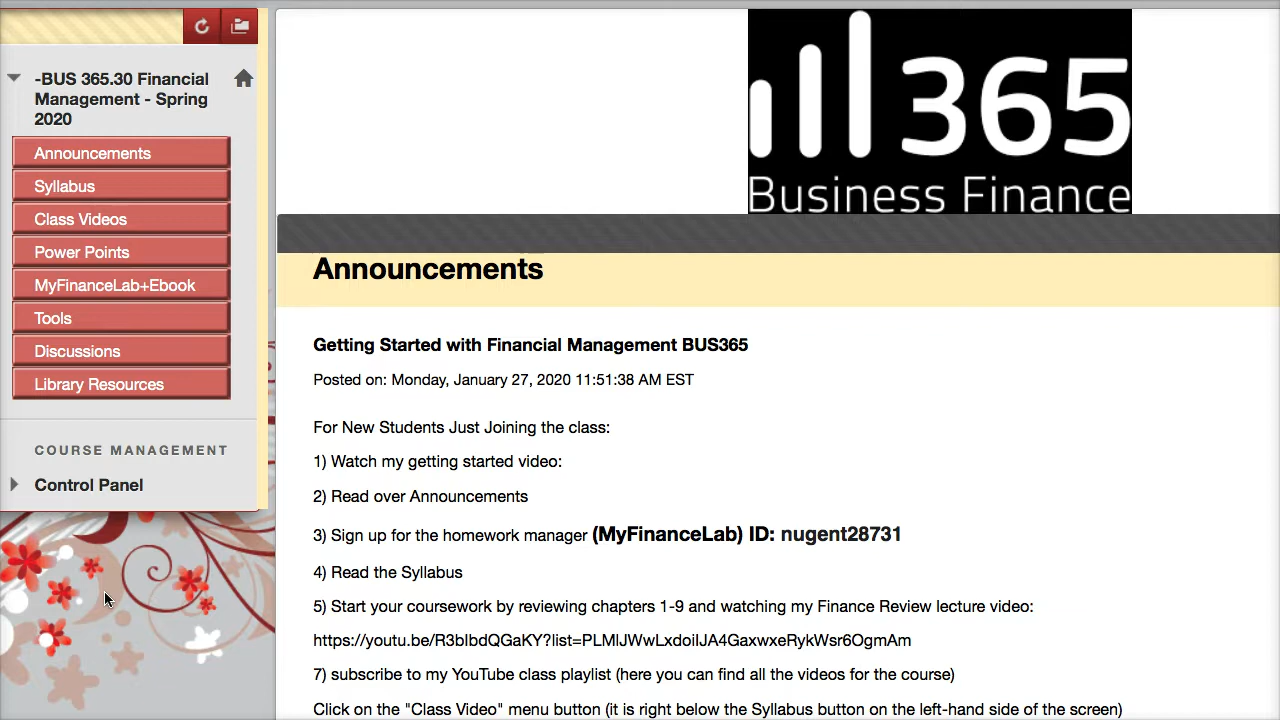 -BUS 365.30 Financial
Management - Spring
2020
Announcements
Syllabus
Class Videos
Power Points
MyFinanceLab+Ebook
Tools
Discussions
Library Resources
COURSE MANAGEMENT
Control Panel
365
Business Finance
Announcements
Getting Started with Financial Management BUS365
Posted on: Monday, January 27, 2020 11:51:38 AM EST
For New Students Just Joining the class:
1) Watch my getting started video:
2) Read over Announcements
3) Sign up for the homework manager (MyFinanceLab) ID: nugent28731
4) Read the Syllabus
5) Start your coursework by reviewing chapters 1-9 and watching my Finance Review lecture video:
https://youtu.be/R3bIbdQGaKY?list=PLMlJWwLxdoiIJA4GaxwxeRykWsr6OgmAm
7) subscribe to my YouTube class playlist (here you can find all the videos for the course)
Click on the "Class Video" menu button (it is right below the Syllabus button on the left-hand side of the screen)